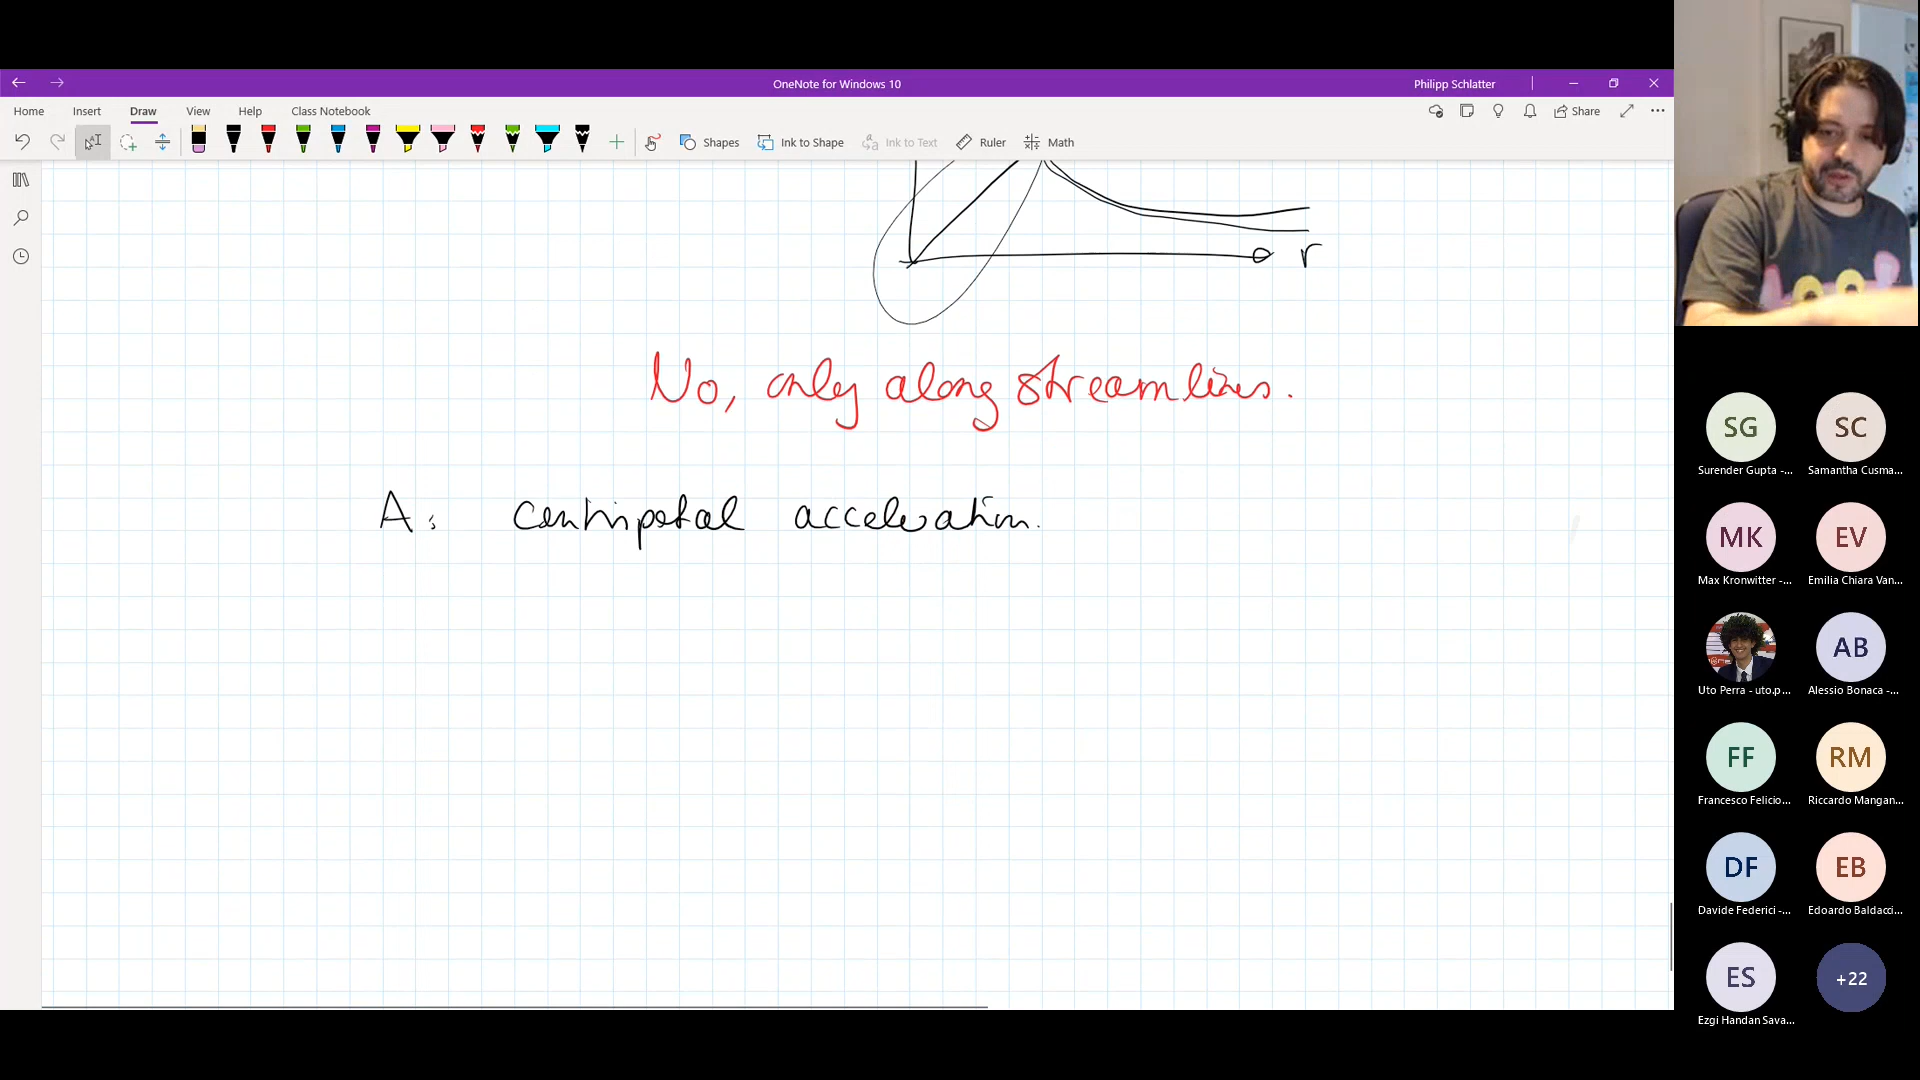 OneNote for Windows 10
Philipp Schlatter
Home Insert Draw View Help Class Notebook
Share
Shapes Ink to Shape Ink to Text Ruler Math
r
No, only along streamlines.
A: centripetal acceleration.
SG
SC
Surender Gupta -...
Samantha Cusma...
MK
EV
Max Kronwitter -...
Emilia Chiara Van...
AB
Uto Perra - uto.p...
Alessio Bonaca -...
FF
RM
Francesco Felicio...
Riccardo Mangan...
DF
EB
Davide Federici -...
Edoardo Baldacci...
ES
+22
Ezgi Handan Sava...